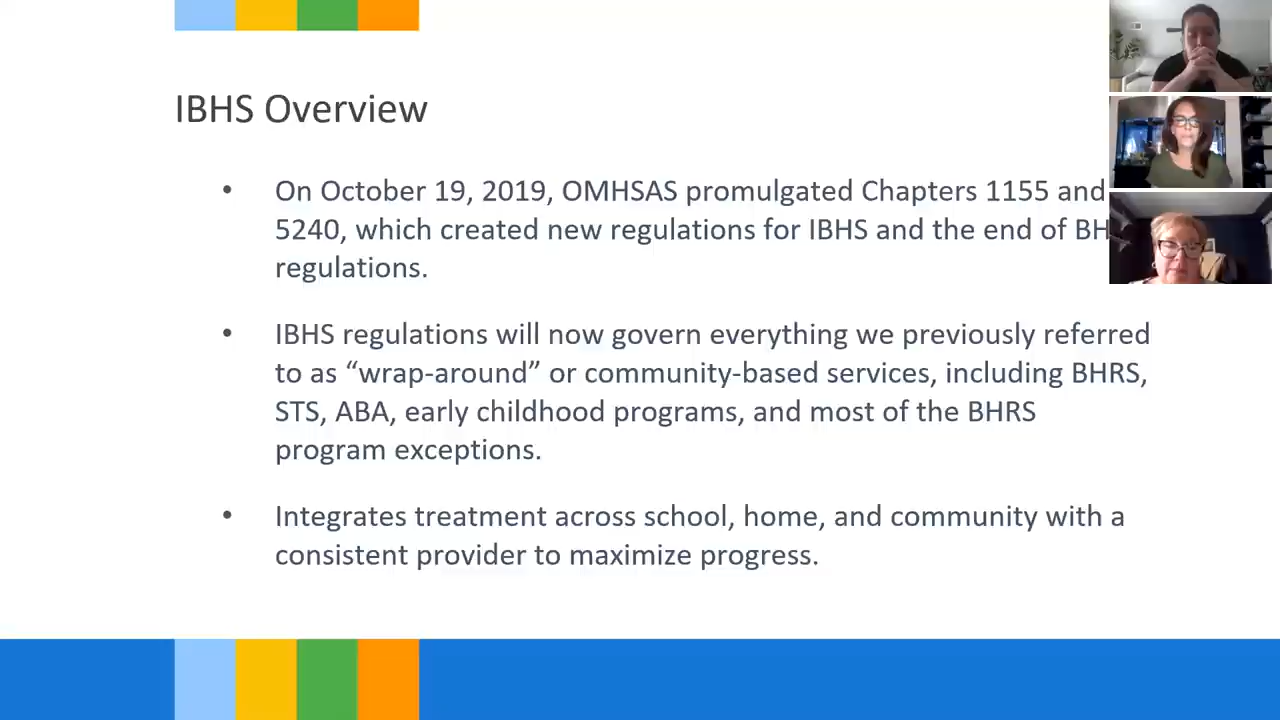 IBHS Overview
• On October 19, 2019, OMHSAS promulgated Chapters 1155 and
5240, which created new regulations for IBHS and the end of BH
regulations.
• IBHS regulations will now govern everything we previously referred
to as “wrap-around” or community-based services, including BHRS,
STS, ABA, early childhood programs, and most of the BHRS
program exceptions.
• Integrates treatment across school, home, and community with a
consistent provider to maximize progress.